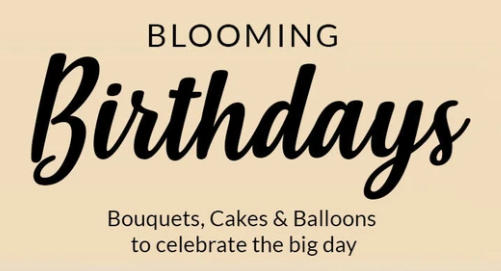 BLOOMING
Birthdays
Bouquets, Cakes & Balloons
to celebrate the big day